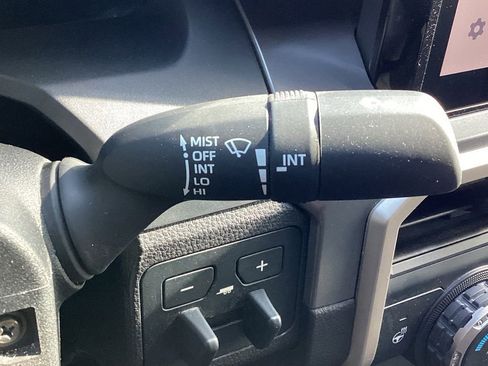 MIST
OFF
INT
LO
HI
INT
- +